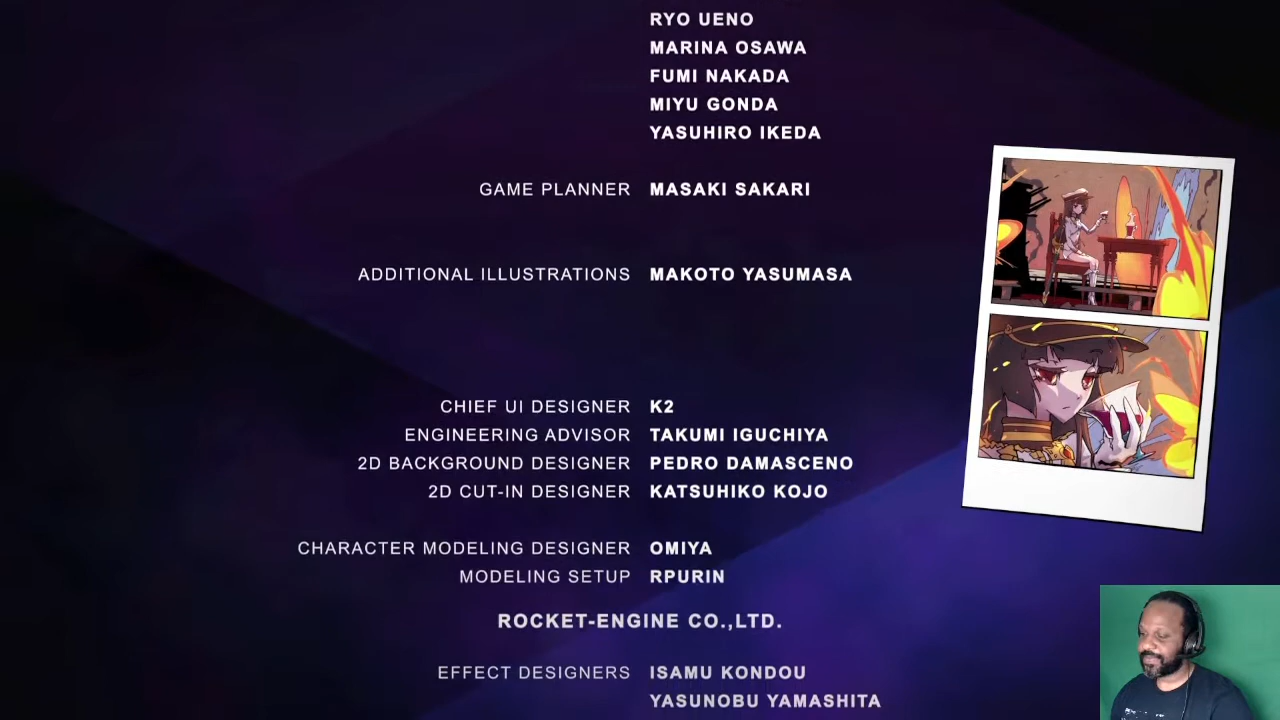 RYO UENO
MARINA OSAWA
FUMI NAKADA
MIYU GONDA
YASUHIRO IKEDA
GAME PLANNER MASAKI SAKARI
ADDITIONAL ILLUSTRATIONS MAKOTO YASUMASA
CHIEF UI DESIGNER K2
ENGINEERING ADVISOR TAKUMI IGUCHIYA
2D BACKGROUND DESIGNER PEDRO DAMASCENO
2D CUT-IN DESIGNER KATSUHIKO KOJO
CHARACTER MODELING DESIGNER OMIYA
MODELING SETUP RPURIN
ROCKET-ENGINE CO.,LTD.
EFFECT DESIGNERS ISAMU KONDOU
YASUNOBU YAMASHITA